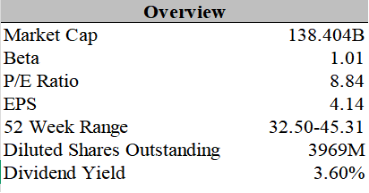 Overview
Market Cap 138.404B
Beta 1.01
P/E Ratio 8.84
EPS 4.14
52 Week Range 32.50-45.31
Diluted Shares Outstanding 3969M
Dividend Yield 3.60%